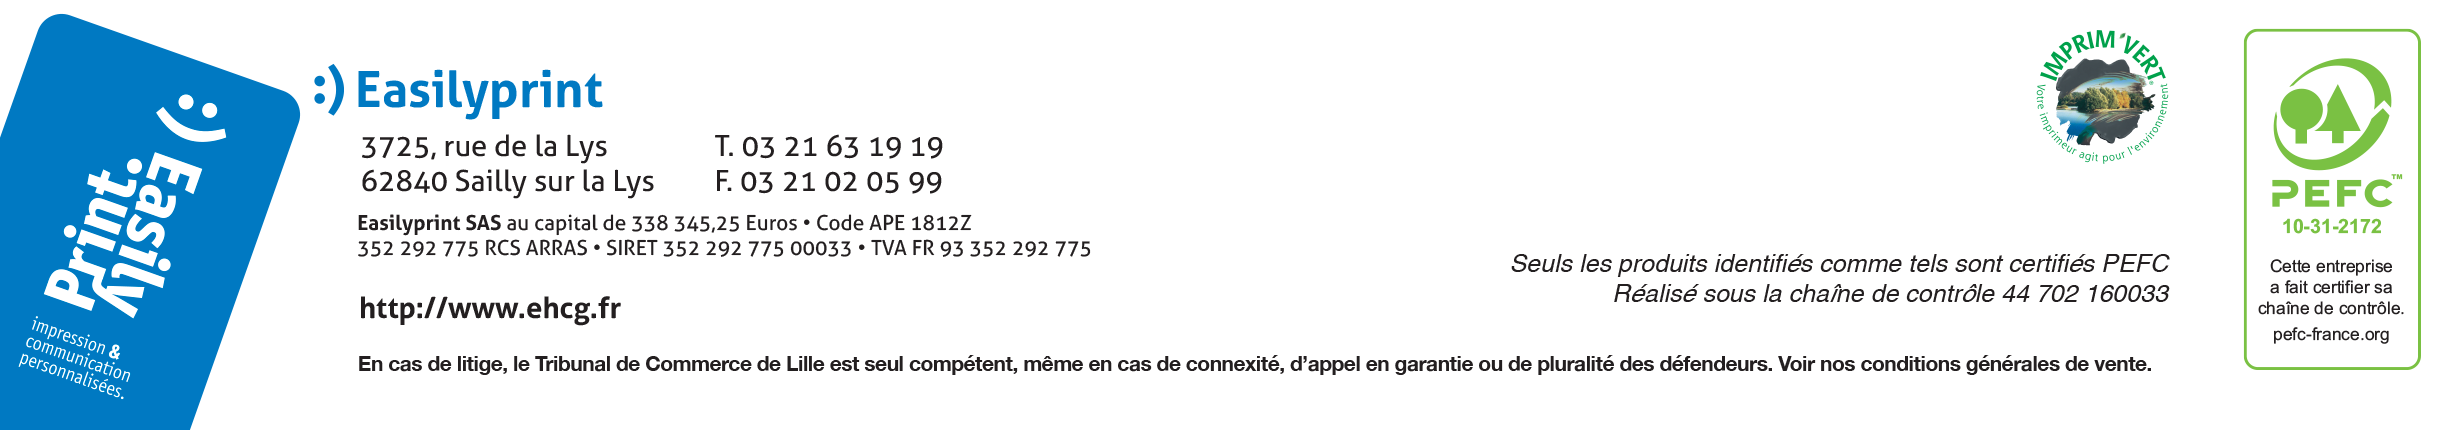 Print.
Easily
:)
impression &
communication
personnalisées.
:) Easilyprint
3725, rue de la Lys
62840 Sailly sur la Lys
T. 03 21 63 19 19
F. 03 21 02 05 99
Easilyprint SAS au capital de 338 345,25 Euros • Code APE 1812Z
352 292 775 RCS ARRAS • SIRET 352 292 775 00033 • TVA FR 93 352 292 775
http://www.ehcg.fr
En cas de litige, le Tribunal de Commerce de Lille est seul compétent, même en cas de connexité, d'appel en garantie ou de pluralité des défendeurs. Voir nos conditions générales de vente.
Seuls les produits identifiés comme tels sont certifiés PEFC
Réalisé sous la chaîne de contrôle 44 702 160033
IMPRIM'VERT®
Votre imprimeur agit pour l'environnement
PEFC™
10-31-2172
Cette entreprise
a fait certifier sa
chaîne de contrôle.
pefc-france.org